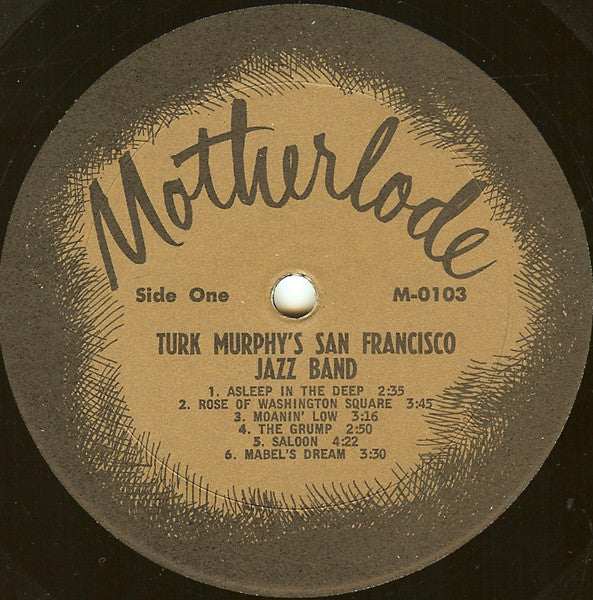 Motherlode
Side One M-0103
TURK MURPHY'S SAN FRANCISCO
JAZZ BAND
1. ASLEEP IN THE DEEP 2:35
2. ROSE OF WASHINGTON SQUARE 3:45
3. MOANIN' LOW 3:16
4. THE GRUMP 2:50
5. SALOON 4:22
6. MABEL'S DREAM 3:30